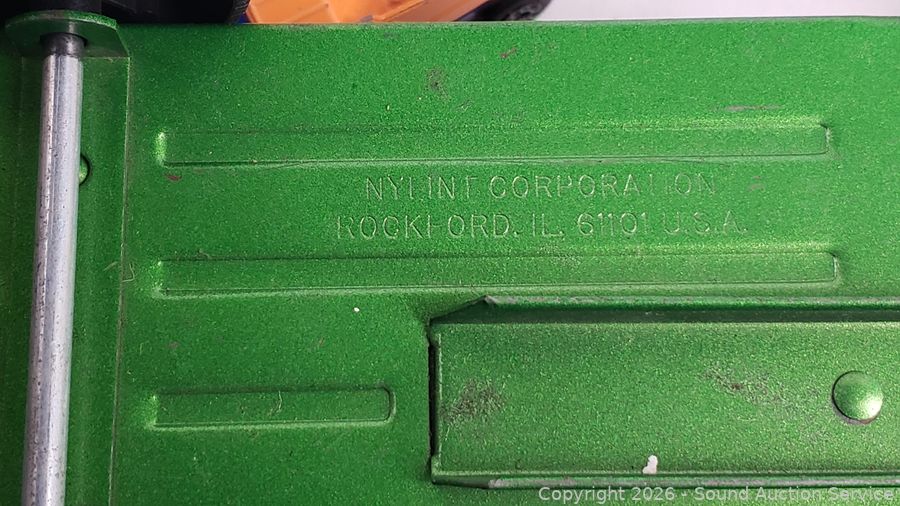 NYLINT CORPORATION
ROCKFORD, IL. 61101 U.S.A.
Copyright 2026 - Sound Auction Service